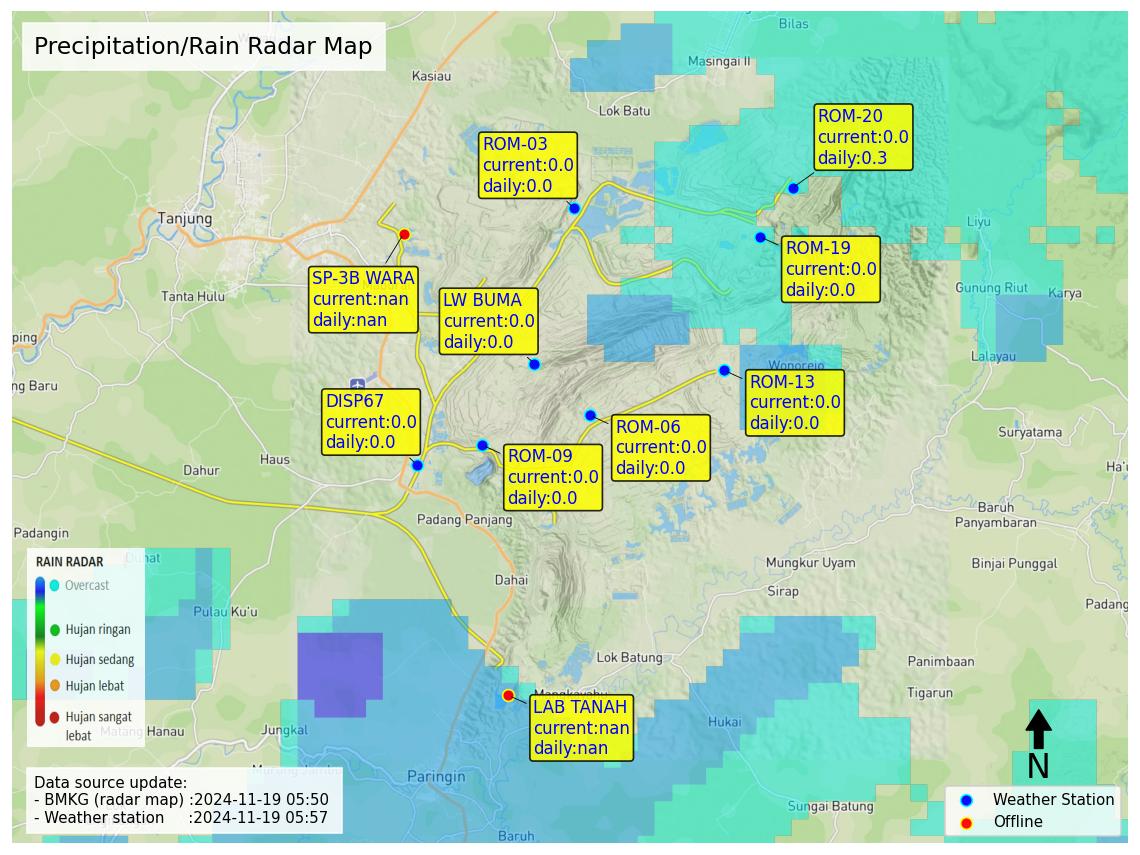 Precipitation/Rain Radar Map
Bilas
Masingai II
Kasiau
Lok Batu
ROM-20
current:0.0
daily:0.3
ROM-03
current:0.0
daily:0.0
Tanjung
Liyu
ROM-19
current:0.0
daily:0.0
SP-3B WARA
current:nan
daily:nan
Tanta Hulu
LW BUMA
current:0.0
daily:0.0
Gunung Riut
Karya
ping
Lalayau
Wonorejo
ng Baru
ROM-13
current:0.0
daily:0.0
DISP67
current:0.0
daily:0.0
ROM-06
current:0.0
daily:0.0
Suryatama
Haus
Dahur
ROM-09
current:0.0
daily:0.0
Ha'u
Padang Panjang
Baruh
Panyambaran
Padangin
Mungkur Uyam
Binjai Punggal
Dahai
Sirap
Padang
RAIN RADAR
Overcast
Hujan ringan
Hujan sedang
Hujan lebat
Hujan sangat
lebat
Pulau Ku'u
Lok Batung
Panimbaan
Tigarun
LAB TANAH
current:nan
daily:nan
Hukai
Manau
Jungkal
Paringin
Sungai Batung
Baruh
N
Data source update:
- BMKG (radar map) :2024-11-19 05:50
- Weather station :2024-11-19 05:57
Weather Station
Offline